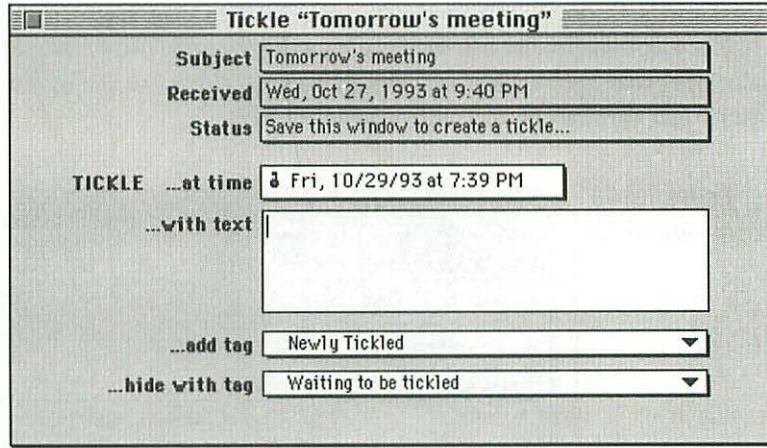 Tickle “Tomorrow's meeting”
Subject Tomorrow's meeting
Received Wed, Oct 27, 1993 at 9:40 PM
Status Save this window to create a tickle...
TICKLE ...at time Fri, 10/29/93 at 7:39 PM
...with text
...add tag Newly Tickled
...hide with tag Waiting to be tickled